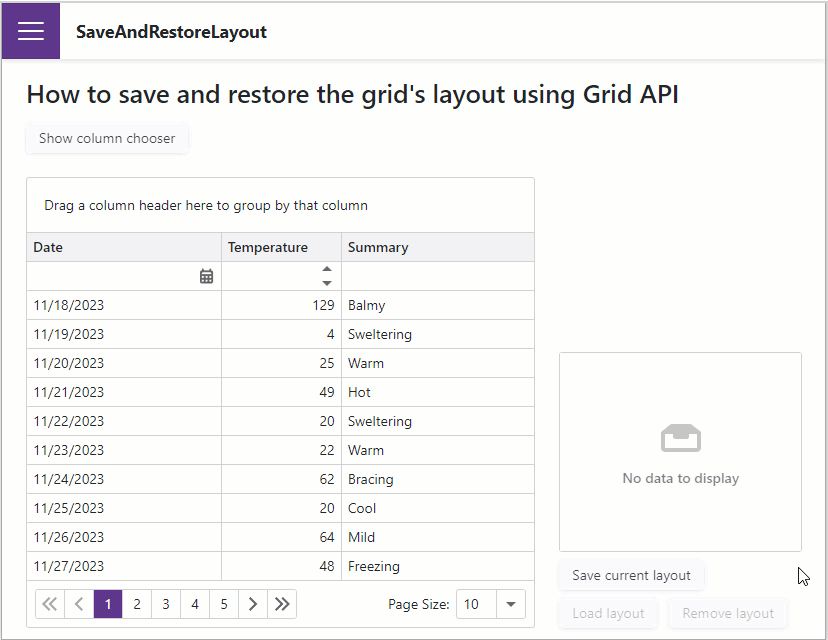 SaveAndRestoreLayout
How to save and restore the grid's layout using Grid API
Show column chooser
Drag a column header here to group by that column
Date Temperature Summary
11/18/2023 129 Balmy
11/19/2023 4 Sweltering
11/20/2023 25 Warm
11/21/2023 49 Hot
11/22/2023 20 Sweltering
11/23/2023 22 Warm
11/24/2023 62 Bracing
11/25/2023 20 Cool
11/26/2023 64 Mild
11/27/2023 48 Freezing
1 2 3 4 5 Page Size: 10
No data to display
Save current layout
Load layout Remove layout